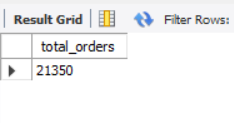 Result Grid Filter Rows:
total_orders
21350